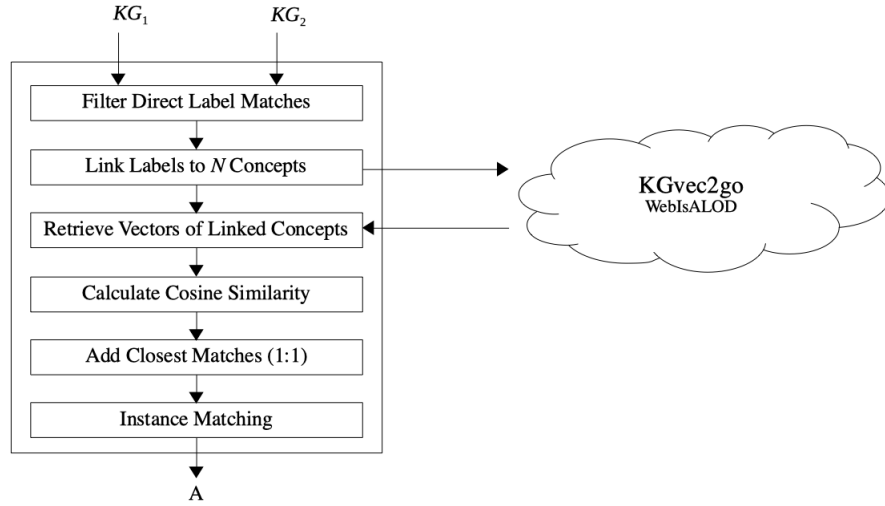 KG₁ KG₂
Filter Direct Label Matches
Link Labels to N Concepts
KGvec2go
WebIsALOD
Retrieve Vectors of Linked Concepts
Calculate Cosine Similarity
Add Closest Matches (1:1)
Instance Matching
A